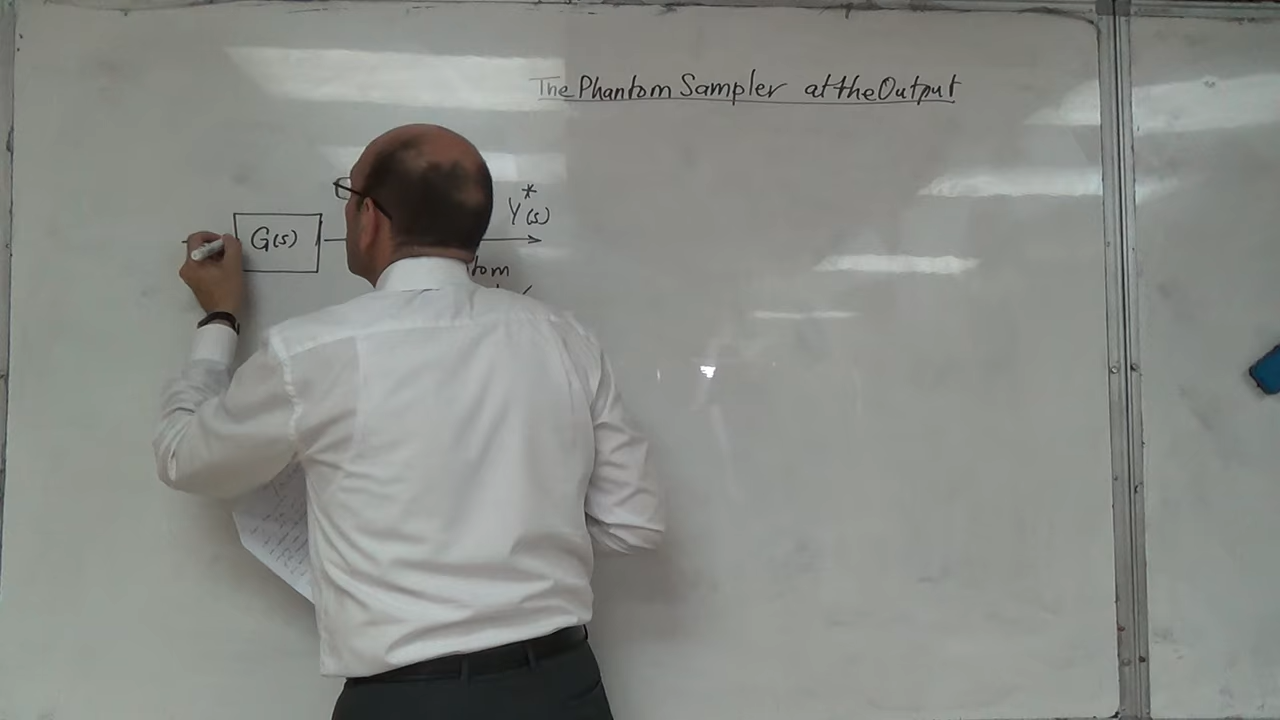 The Phantom Sampler at the Output
*
Y(s)
G(s)
tom